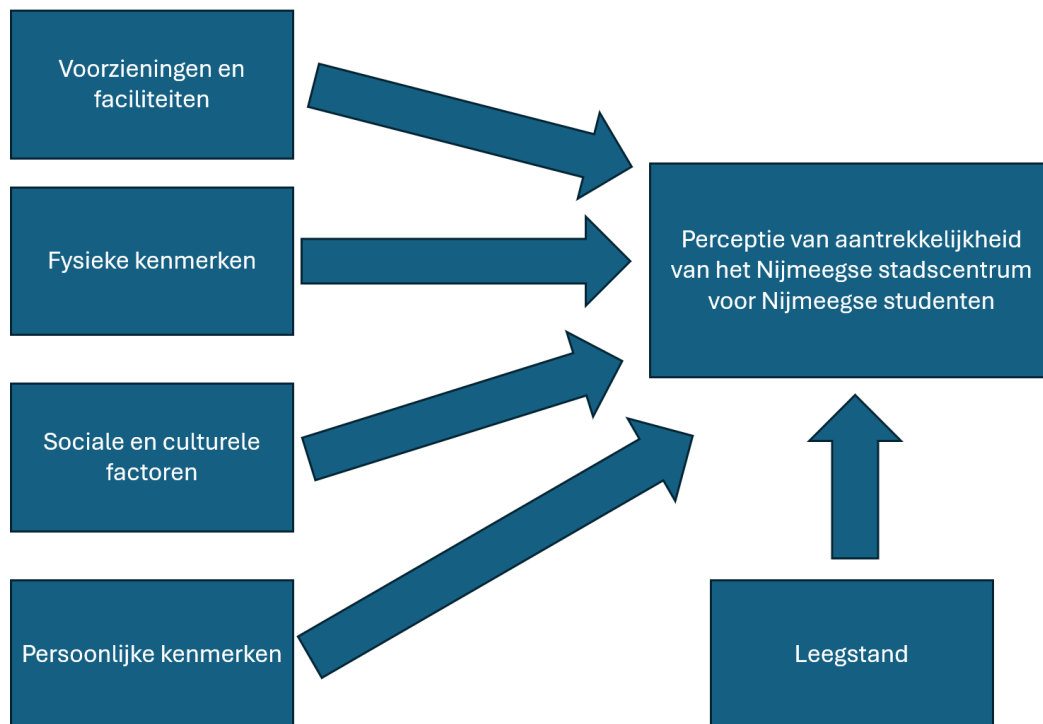 Voorzieningen en
faciliteiten
Fysieke kenmerken
Sociale en culturele
factoren
Persoonlijke kenmerken
Perceptie van aantrekkelijkheid
van het Nijmeegse stadscentrum
voor Nijmeegse studenten
Leegstand